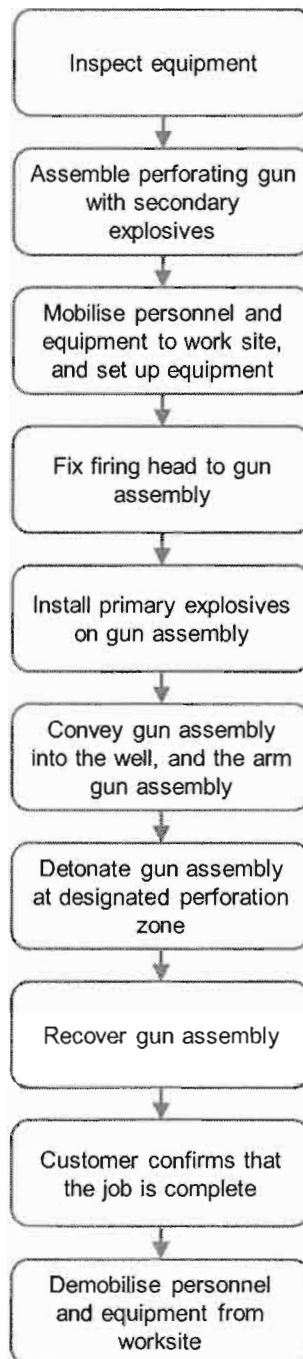 Inspect equipment
Assemble perforating gun
with secondary
explosives
Mobilise personnel and
equipment to work site,
and set up equipment
Fix firing head to gun
assembly
Install primary explosives
on gun assembly
Convey gun assembly
into the well, and the arm
gun assembly
Detonate gun assembly
at designated perforation
zone
Recover gun assembly
Customer confirms that
the job is complete
Demobilise personnel
and equipment from
worksite